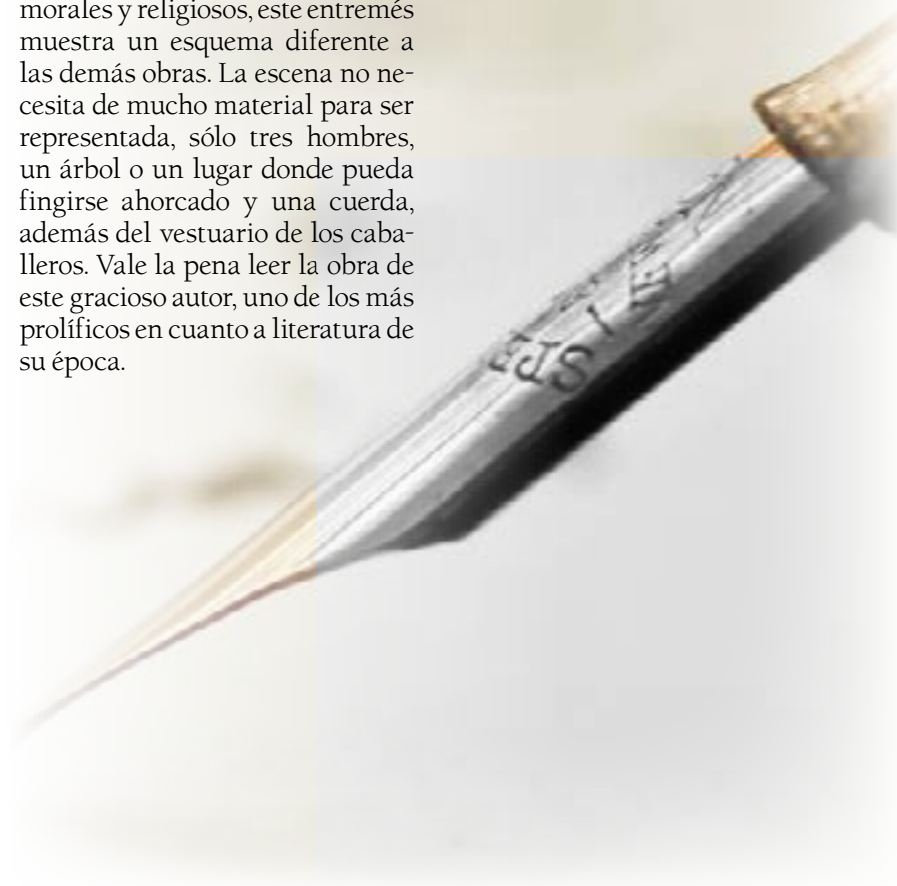 morales y religiosos, este entremés
muestra un esquema diferente a
las demás obras. La escena no ne-
cesita de mucho material para ser
representada, sólo tres hombres,
un árbol o un lugar donde pueda
fingirse ahorcado y una cuerda,
además del vestuario de los caba-
lleros. Vale la pena leer la obra de
este gracioso autor, uno de los más
prolíficos en cuanto a literatura de
su época.